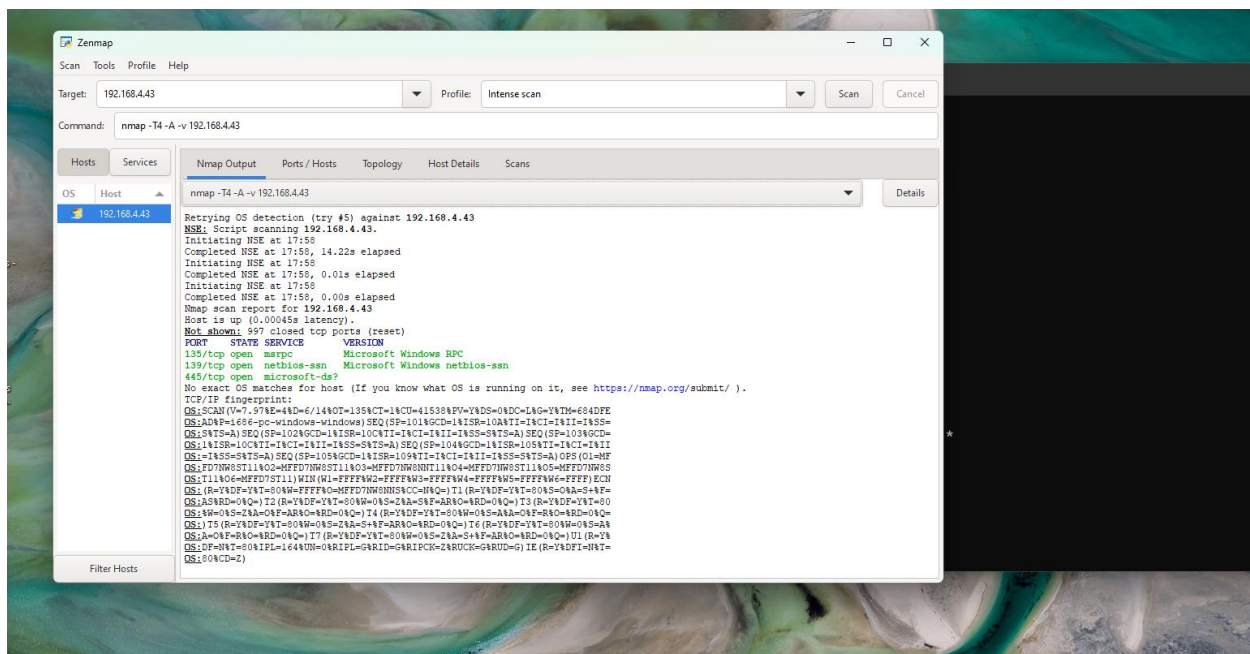 Zenmap
Scan Tools Profile Help
Target: 192.168.4.43 Profile: Intense scan Scan Cancel
Command: nmap -T4 -A -v 192.168.4.43
Hosts Services Nmap Output Ports / Hosts Topology Host Details Scans
OS Host nmap -T4 -A -v 192.168.4.43 Details
192.168.4.43
Retrying OS detection (try #5) against 192.168.4.43
NSE: Script scanning 192.168.4.43.
Initiating NSE at 17:58
Completed NSE at 17:58, 14.22s elapsed
Initiating NSE at 17:58
Completed NSE at 17:58, 0.01s elapsed
Initiating NSE at 17:58
Completed NSE at 17:58, 0.00s elapsed
Nmap scan report for 192.168.4.43
Host is up (0.00045s latency).
Not shown: 997 closed tcp ports (reset)
PORT STATE SERVICE VERSION
135/tcp open msrpc Microsoft Windows RPC
139/tcp open netbios-ssn Microsoft Windows netbios-ssn
445/tcp open microsoft-ds?
No exact OS matches for host (If you know what OS is running on it, see https://nmap.org/submit/ ).
TCP/IP fingerprint:
OS:SCAN(V=7.97%E=4%D=6/14%OT=135%CT=1%CU=41538%PV=Y%DS=0%DC=L%G=Y%TM=684DFE
OS:AD%P=i686-pc-windows-windows)SEQ(SP=101%GCD=1%ISR=10A%TI=I%CI=I%II=I%SS=
OS:S%TS=A)SEQ(SP=102%GCD=1%ISR=10C%TI=I%CI=I%II=I%SS=S%TS=A)SEQ(SP=103%GCD=
OS:1%ISR=10C%TI=I%CI=I%II=I%SS=S%TS=A)SEQ(SP=104%GCD=1%ISR=105%TI=I%CI=I%II
OS:=I%SS=S%TS=A)SEQ(SP=105%GCD=1%ISR=109%TI=I%CI=I%II=I%SS=S%TS=A)OPS(O1=MF
OS:FD7NW8ST11%O2=MFFD7NW8ST11%O3=MFFD7NW8NNT11%O4=MFFD7NW8ST11%O5=MFFD7NW8S
OS:T11%O6=MFFD7ST11)WIN(W1=FFFF%W2=FFFF%W3=FFFF%W4=FFFF%W5=FFFF%W6=FFFF)ECN
OS:(R=Y%DF=Y%T=80%W=FFFF%O=MFFD7NW8NNS%CC=N%Q=)T1(R=Y%DF=Y%T=80%S=O%A=S+%F=
OS:AS%RD=0%Q=)T2(R=Y%DF=Y%T=80%W=0%S=Z%A=S%F=AR%O=%RD=0%Q=)T3(R=Y%DF=Y%T=80
OS:%W=0%S=Z%A=O%F=AR%O=%RD=0%Q=)T4(R=Y%DF=Y%T=80%W=0%S=A%A=O%F=R%O=%RD=0%Q=
OS:)T5(R=Y%DF=Y%T=80%W=0%S=Z%A=S+%F=AR%O=%RD=0%Q=)T6(R=Y%DF=Y%T=80%W=0%S=A%
OS:A=O%F=R%O=%RD=0%Q=)T7(R=Y%DF=Y%T=80%W=0%S=Z%A=S+%F=AR%O=%RD=0%Q=)U1(R=Y%
OS:DF=N%T=80%IPL=164%UN=0%RIPL=G%RID=G%RIPCK=Z%RUCK=G%RUD=G)IE(R=Y%DFI=N%T=
OS:80%CD=Z)
Filter Hosts
*